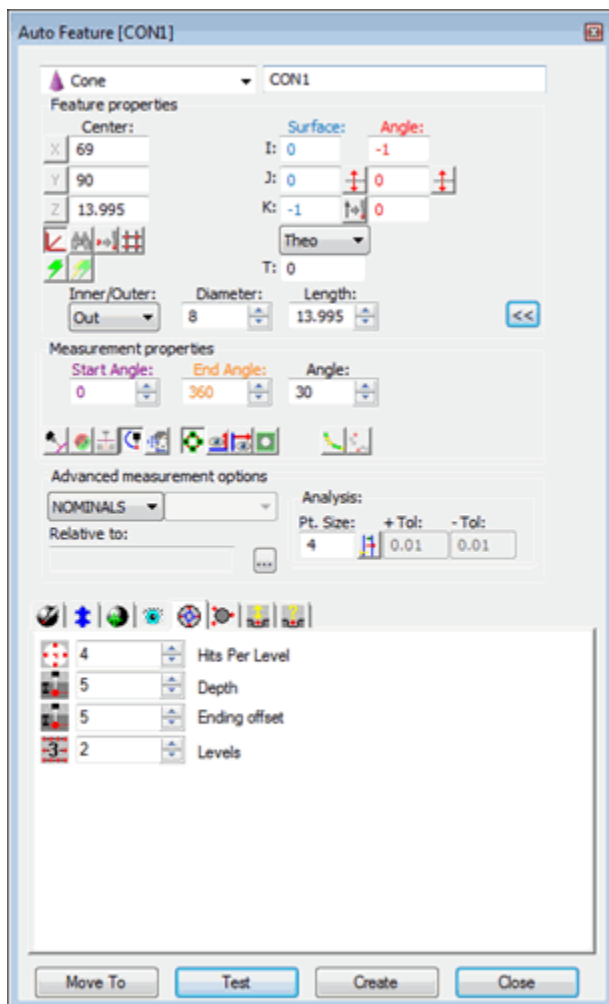 Auto Feature [CON1]
Cone CON1
Feature properties
Center: Surface: Angle:
X 69 I: 0 -1
Y 90 J: 0 0
Z 13.995 K: -1 0
Theo
T: 0
Inner/Outer: Diameter: Length:
Out 8 13.995 <<
Measurement properties
Start Angle: End Angle: Angle:
0 360 30
Advanced measurement options
NOMINALS Analysis:
Relative to: Pt. Size: +Tol: -Tol:
4 0.01 0.01
...
4 Hits Per Level
5 Depth
5 Ending offset
3 2 Levels
Move To Test Create Close